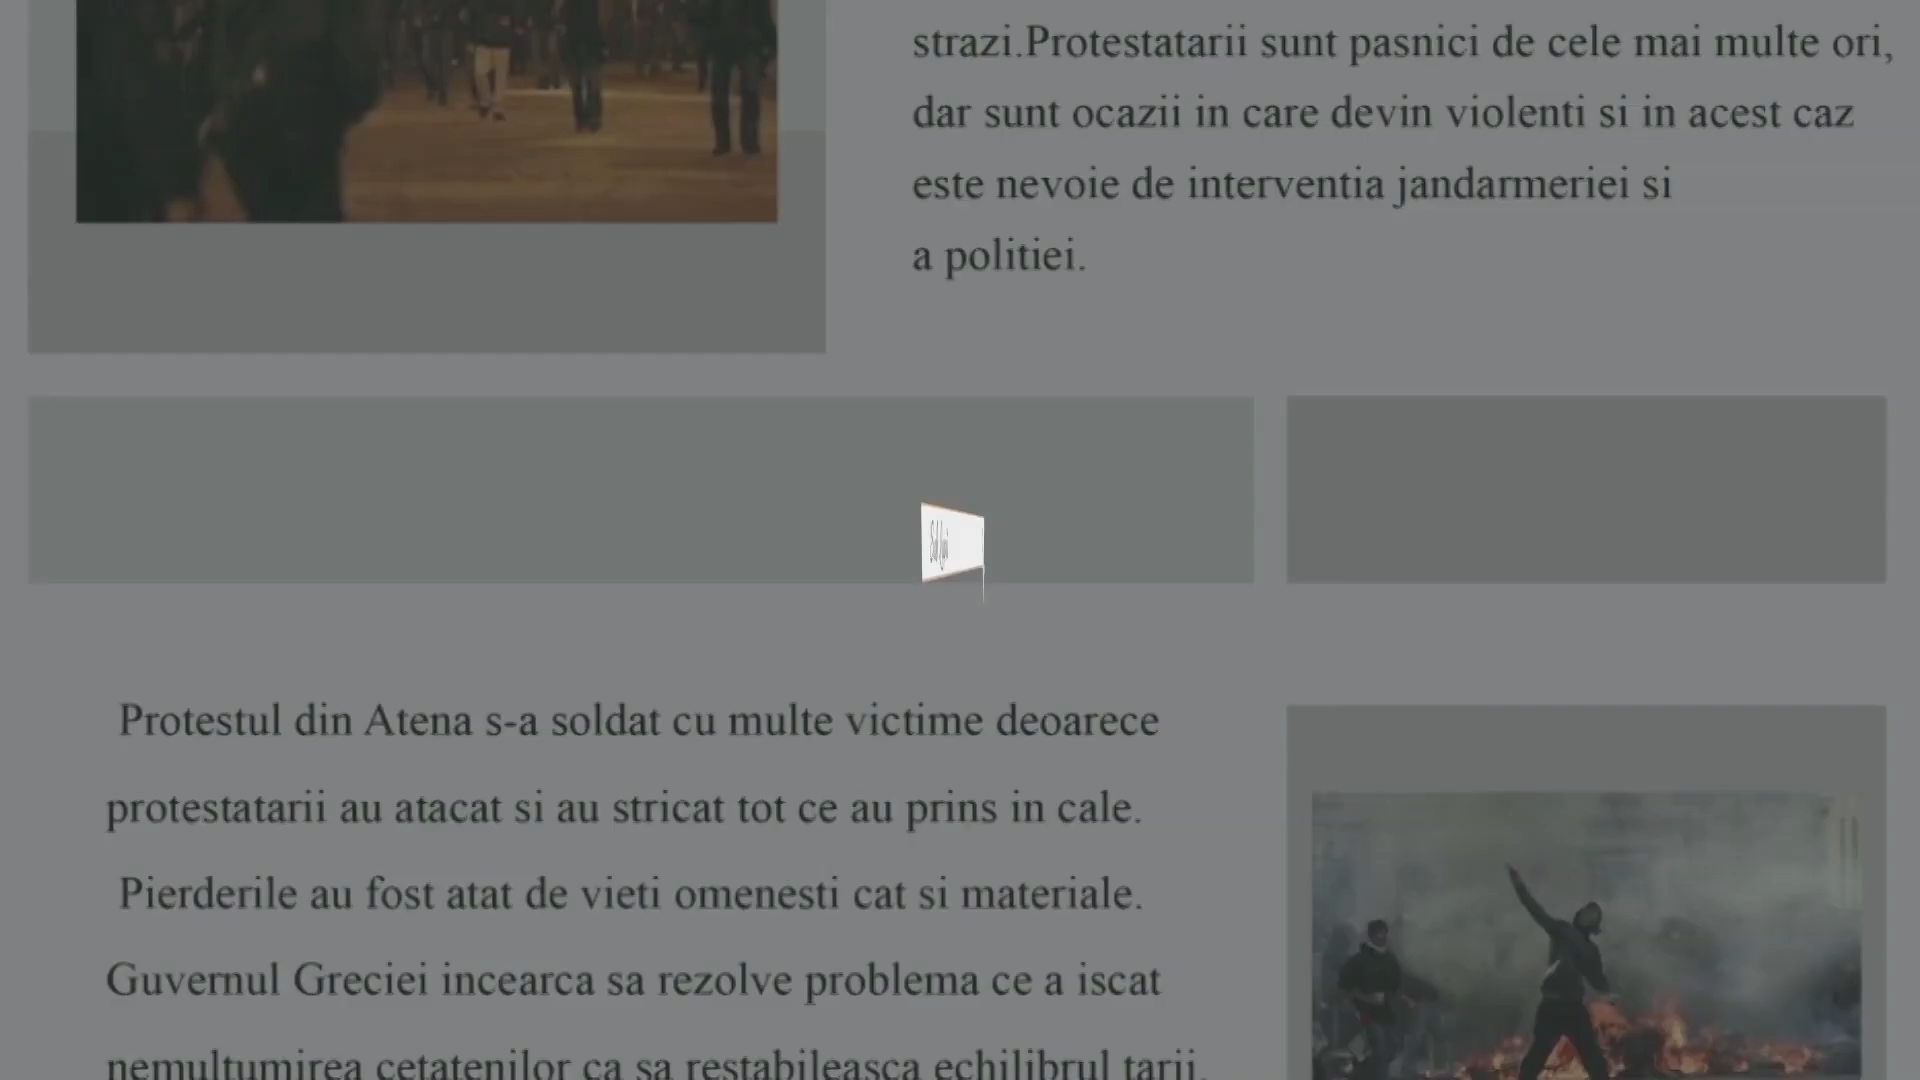 strazi.Protestatarii sunt pasnici de cele mai multe ori,
dar sunt ocazii in care devin violenti si in acest caz
este nevoie de interventia jandarmeriei si
a politiei.
Protestul din Atena s-a soldat cu multe victime deoarece
protestatarii au atacat si au stricat tot ce au prins in cale.
Pierderile au fost atat de vieti omenesti cat si materiale.
Guvernul Greciei incearca sa rezolve problema ce a iscat
nemultumirea cetatenilor ca sa restabileasca echilibrul tarii.